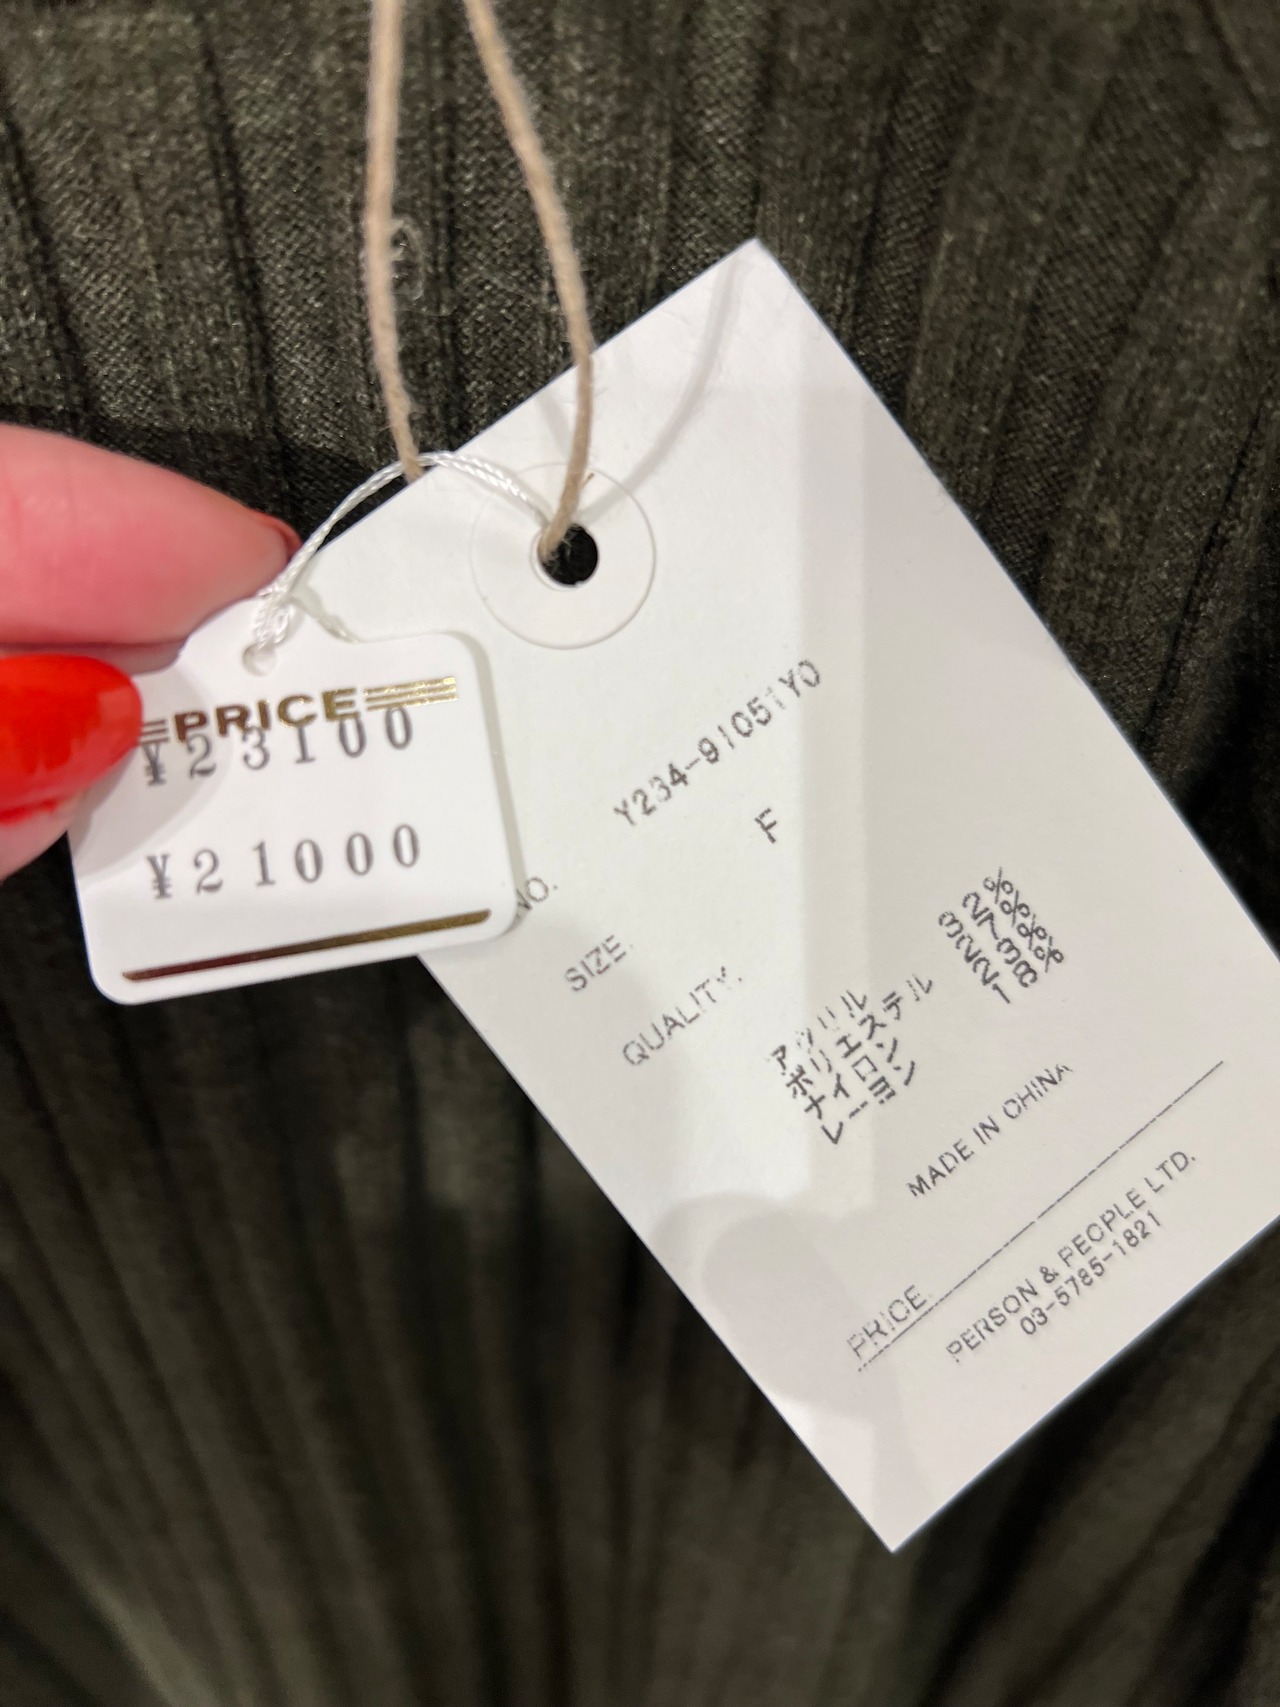 PRICE
¥23100
¥21000
NO.
Y234-91051YO
SIZE.
F
QUALITY.
アクリル 32%
ポリエステル 27%
ナイロン 23%
レーヨン 18%
MADE IN CHINA
PRICE.
PERSON & PEOPLE LTD.
03-5785-1821